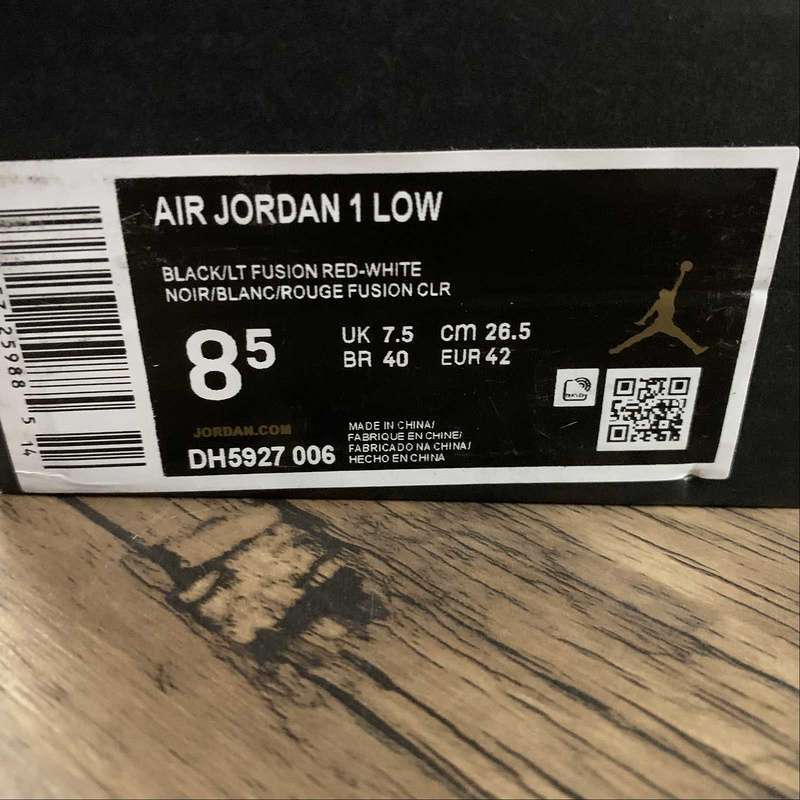 AIR JORDAN 1 LOW
BLACK/LT FUSION RED-WHITE
NOIR/BLANC/ROUGE FUSION CLR
8 5
UK 7.5 CM 26.5
BR 40 EUR 42
JORDAN.COM
DH5927 006
MADE IN CHINA/
FABRIQUE EN CHINE/
FABRICADO NA CHINA/
HECHO EN CHINA
25988 5 14